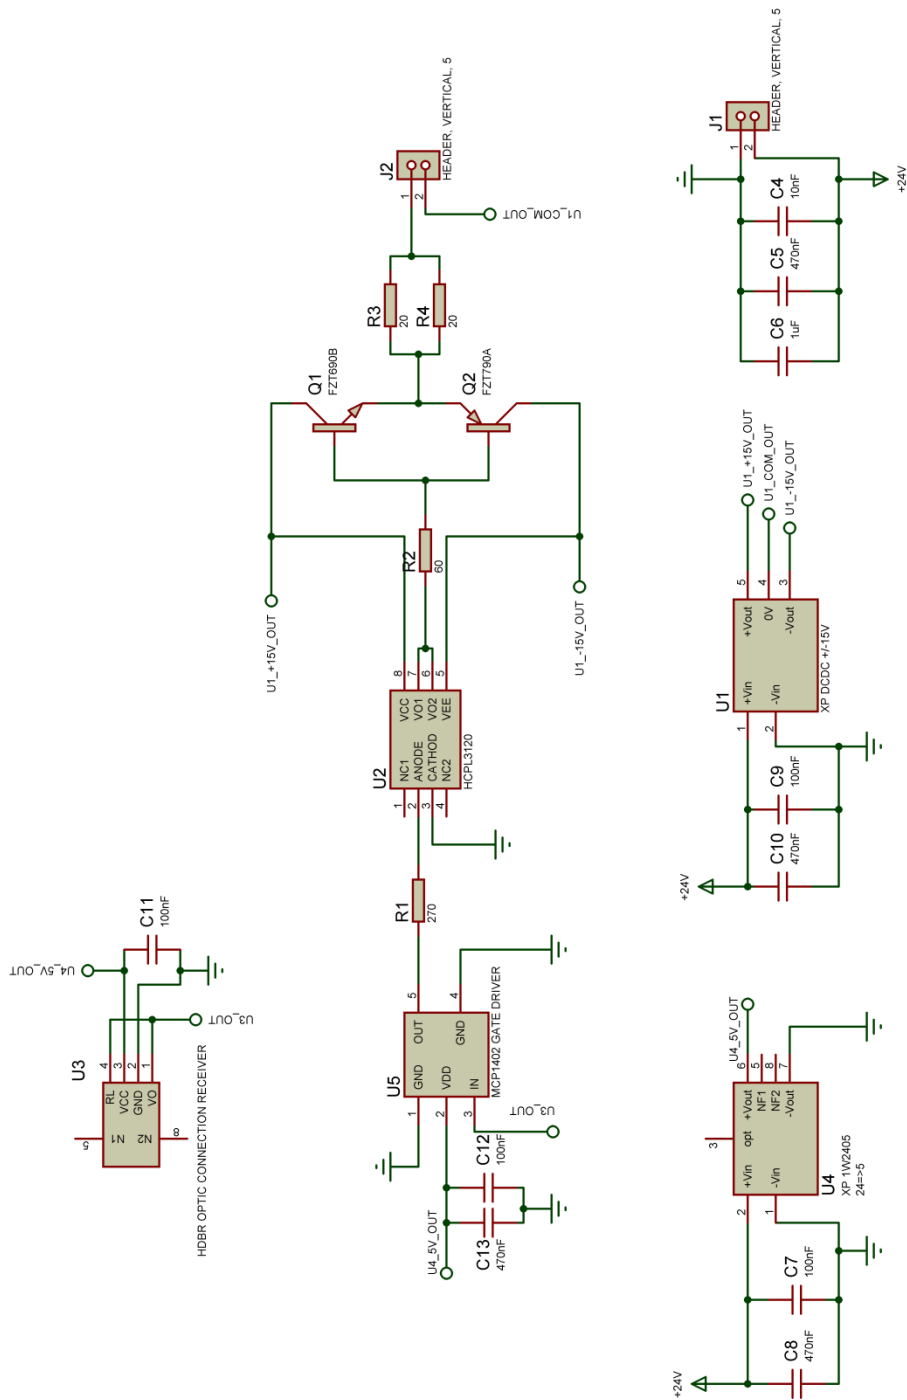 J2
HEADER, VERTICAL, 5
1
2
U1_COM_OUT
R3
20
R4
20
Q1
FZT690B
Q2
FZT790A
R2
60
U1_+15V_OUT
U1_-15V_OUT
U2
HCPL3120
NC1
ANODE
CATHOD
NC2
VCC
VO1
VO2
VEE
1
2
3
4
8
7
6
5
R1
270
U5
MCP1402 GATE DRIVER
GND
VDD
IN
OUT
GND
1
2
3
5
4
U3_OUT
U4_5V_OUT
C12
100nF
C13
470nF
U3
HDBR OPTIC CONNECTION RECEIVER
RL
VCC
GND
VO
N1
N2
4
3
2
1
5
8
U4_5V_OUT
U3_OUT
C11
100nF
J1
HEADER, VERTICAL, 5
1
2
+24V
C4
10nF
C5
470nF
C6
1uF
U1
XP DCDC +/-15V
+Vin
-Vin
+Vout
0V
-Vout
1
2
5
4
3
U1_+15V_OUT
U1_COM_OUT
U1_-15V_OUT
C9
100nF
C10
470nF
+24V
U4
XP 1W2405
24=>5
+Vin
-Vin
opt
+Vout
NF1
NF2
-Vout
2
1
3
6
5
8
7
U4_5V_OUT
C7
100nF
C8
470nF
+24V